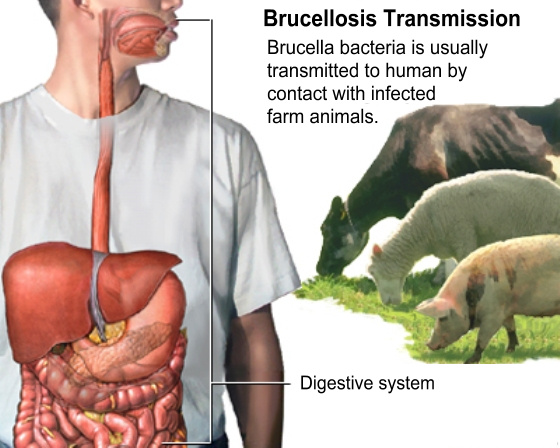 Brucellosis Transmission
Brucella bacteria is usually
transmitted to human by
contact with infected
farm animals.
Digestive system